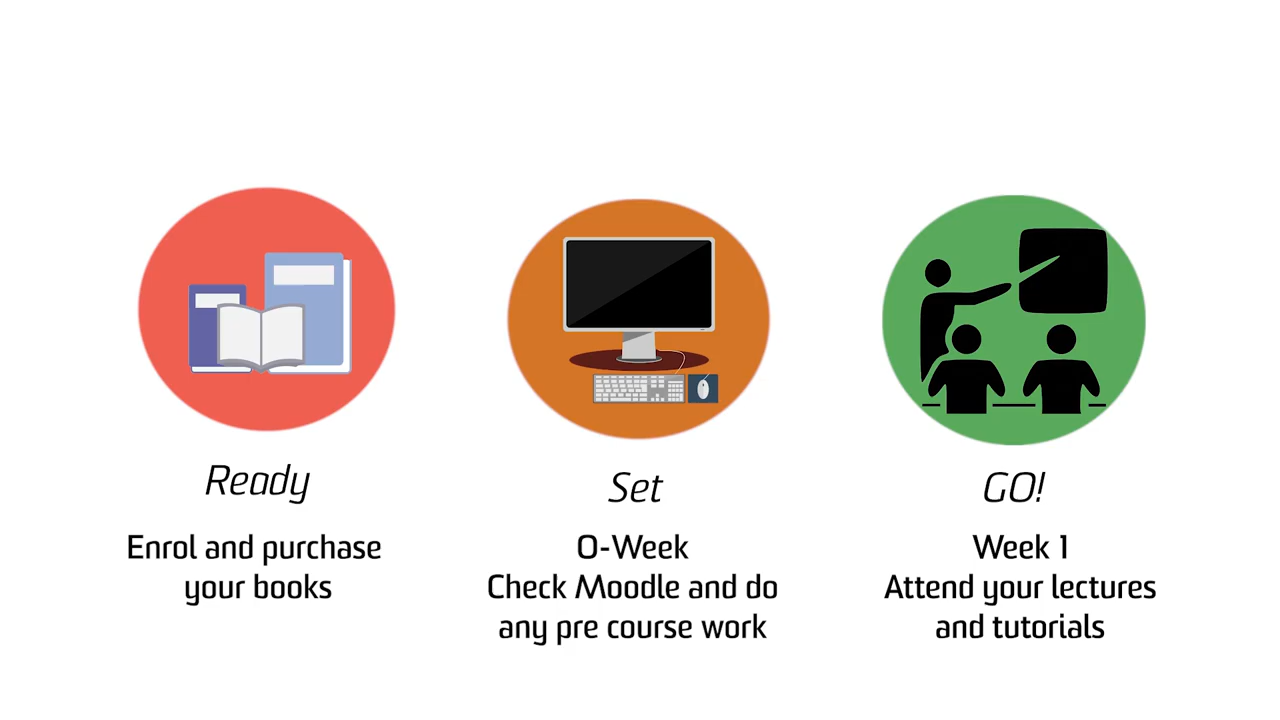 Ready
Enrol and purchase
your books
Set
O-Week
Check Moodle and do
any pre course work
GO!
Week 1
Attend your lectures
and tutorials